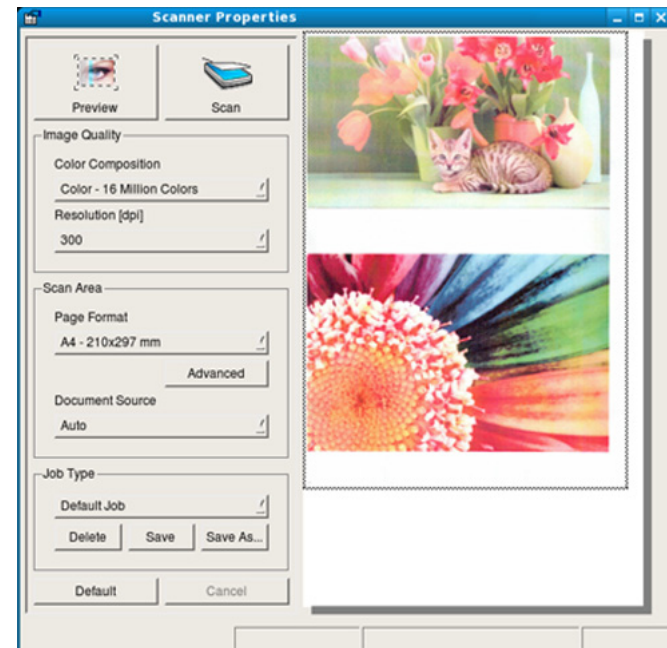 Scanner Properties
Preview Scan
Image Quality
Color Composition
Color - 16 Million Colors
Resolution [dpi]
300
Scan Area
Page Format
A4 - 210x297 mm
Advanced
Document Source
Auto
Job Type
Default Job
Delete Save Save As...
Default Cancel